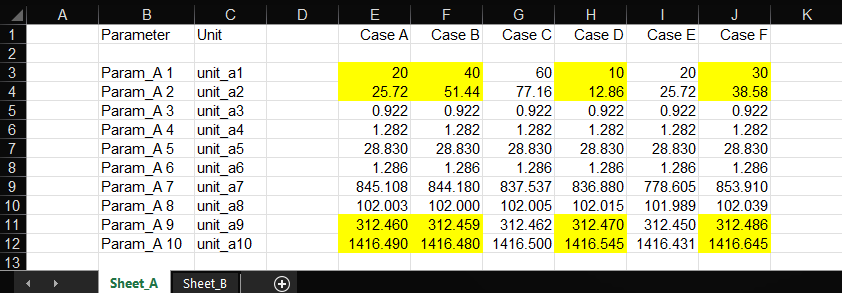 A B C D E F G H I J K
1 Parameter Unit Case A Case B Case C Case D Case E Case F
2
3 Param_A 1 unit_a1 20 40 60 10 20 30
4 Param_A 2 unit_a2 25.72 51.44 77.16 12.86 25.72 38.58
5 Param_A 3 unit_a3 0.922 0.922 0.922 0.922 0.922 0.922
6 Param_A 4 unit_a4 1.282 1.282 1.282 1.282 1.282 1.282
7 Param_A 5 unit_a5 28.830 28.830 28.830 28.830 28.830 28.830
8 Param_A 6 unit_a6 1.286 1.286 1.286 1.286 1.286 1.286
9 Param_A 7 unit_a7 845.108 844.180 837.537 836.880 778.605 853.910
10 Param_A 8 unit_a8 102.003 102.000 102.005 102.015 101.989 102.039
11 Param_A 9 unit_a9 312.460 312.459 312.462 312.470 312.450 312.486
12 Param_A 10 unit_a10 1416.490 1416.480 1416.500 1416.545 1416.431 1416.645
13
Sheet_A Sheet_B